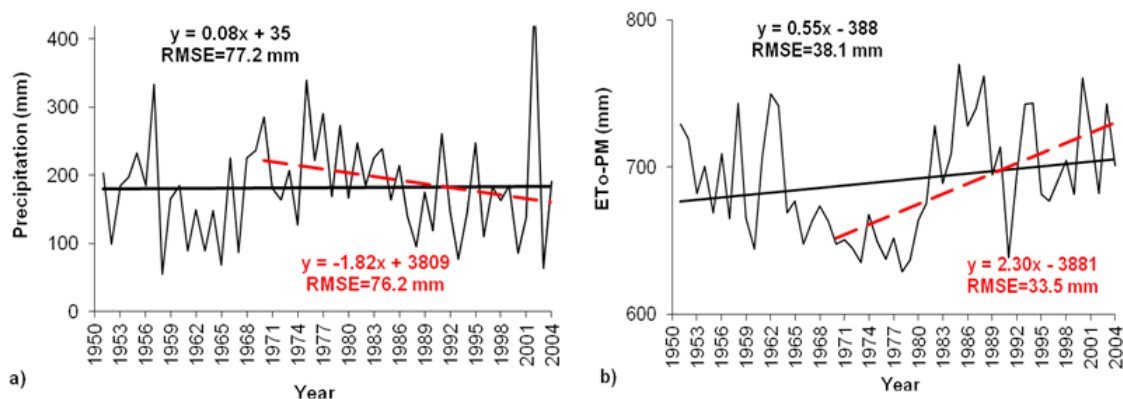 y = 0.08x + 35
RMSE=77.2 mm
Precipitation (mm)
400
300
200
100
0
y = -1.82x + 3809
RMSE=76.2 mm
1950 1953 1956 1959 1962 1965 1968 1971 1974 1977 1980 1983 1986 1989 1992 1995 1998 2001 2004
a)
Year
y = 0.55x - 388
RMSE=38.1 mm
ETo-PM (mm)
800
700
600
y = 2.30x - 3881
RMSE=33.5 mm
1950 1953 1956 1959 1962 1965 1968 1971 1974 1977 1980 1983 1986 1989 1992 1995 1998 2001 2004
b)
Year